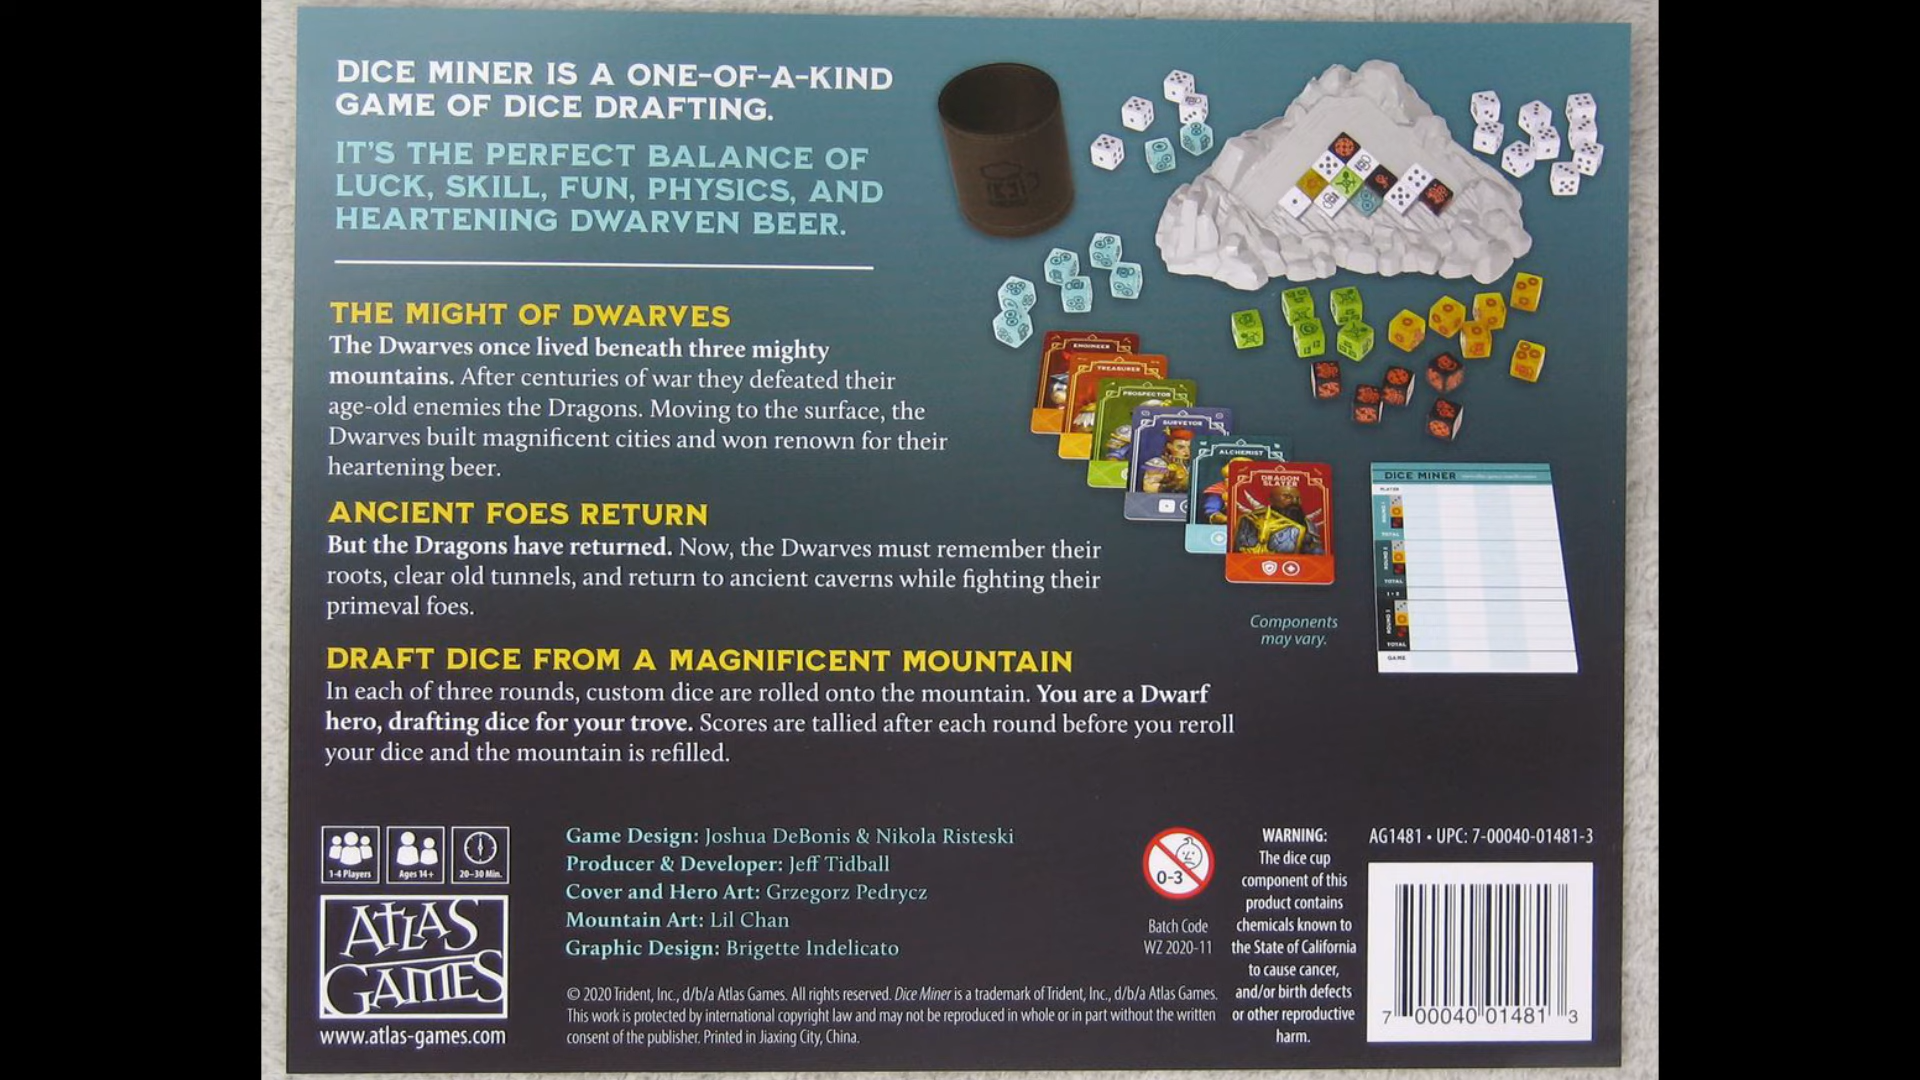 DICE MINER IS A ONE-OF-A-KIND
GAME OF DICE DRAFTING.
IT'S THE PERFECT BALANCE OF
LUCK, SKILL, FUN, PHYSICS, AND
HEARTENING DWARVEN BEER.
THE MIGHT OF DWARVES
The Dwarves once lived beneath three mighty
mountains. After centuries of war they defeated their
age-old enemies the Dragons. Moving to the surface, the
Dwarves built magnificent cities and won renown for their
heartening beer.
ANCIENT FOES RETURN
But the Dragons have returned. Now, the Dwarves must remember their
roots, clear old tunnels, and return to ancient caverns while fighting their
primeval foes.
DRAFT DICE FROM A MAGNIFICENT MOUNTAIN
In each of three rounds, custom dice are rolled onto the mountain. You are a Dwarf
hero, drafting dice for your trove. Scores are tallied after each round before you reroll
your dice and the mountain is refilled.
ENGINEER
TREASURER
PROSPECTOR
SURVEYOR
ALCHEMIST
DRAGON
SLAYER
Components
may vary.
DICE MINER
PLAYER
ROUND 1
TOTAL
ROUND 2
TOTAL
1 + 2
ROUND 3
TOTAL
GAME
1-4 Players
Ages 14+
20-30 Min.
ATLAS
GAMES
www.atlas-games.com
Game Design: Joshua DeBonis & Nikola Risteski
Producer & Developer: Jeff Tidball
Cover and Hero Art: Grzegorz Pedrycz
Mountain Art: Lil Chan
Graphic Design: Brigette Indelicato
© 2020 Trident, Inc., d/b/a Atlas Games. All rights reserved. Dice Miner is a trademark of Trident, Inc., d/b/a Atlas Games.
This work is protected by international copyright law and may not be reproduced in whole or in part without the written
consent of the publisher. Printed in Jiaxing City, China.
0-3
Batch Code
WZ 2020-11
WARNING:
The dice cup
component of this
product contains
chemicals known to
the State of California
to cause cancer,
and/or birth defects
or other reproductive
harm.
AG1481 • UPC: 7-00040-01481-3
7 00040 01481 3